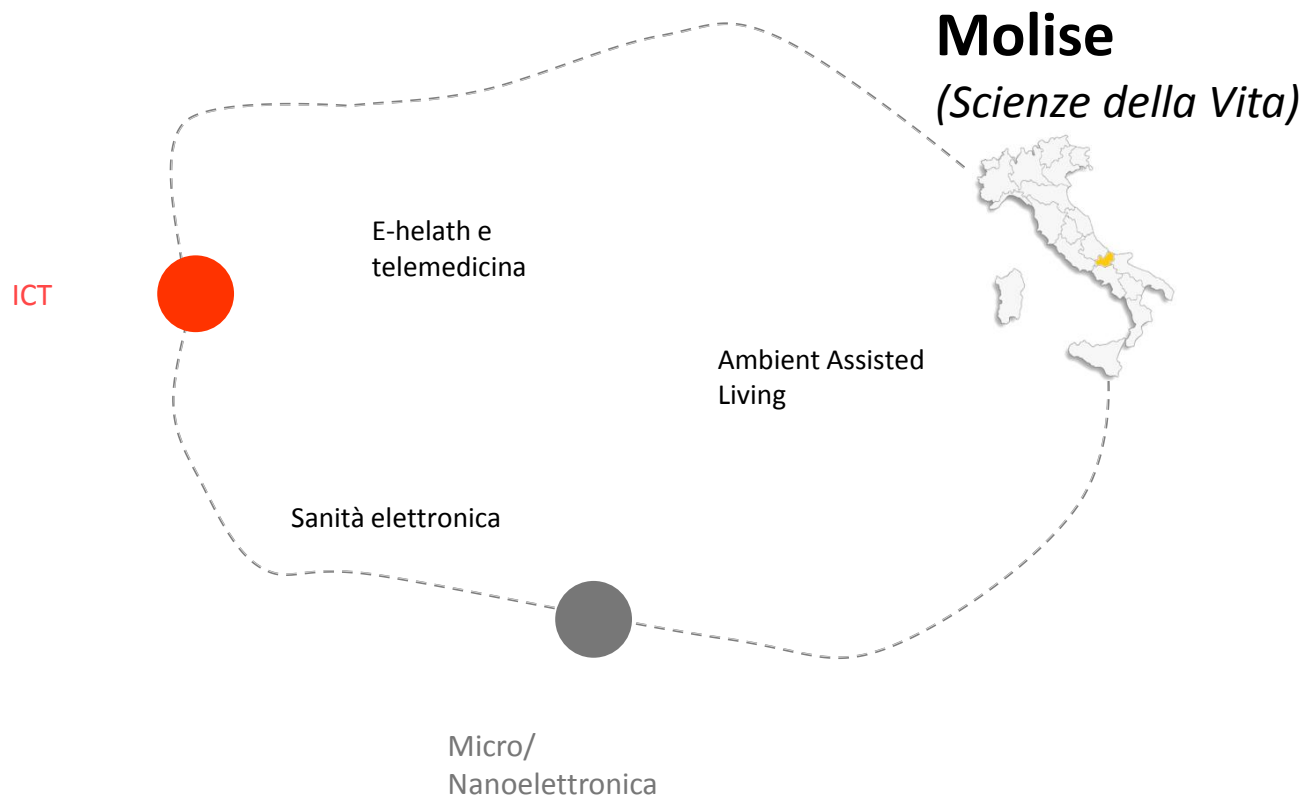 Molise
(Scienze della Vita)
E-helath e
telemedicina
ICT
Ambient Assisted
Living
Sanità elettronica
Micro/
Nanoelettronica